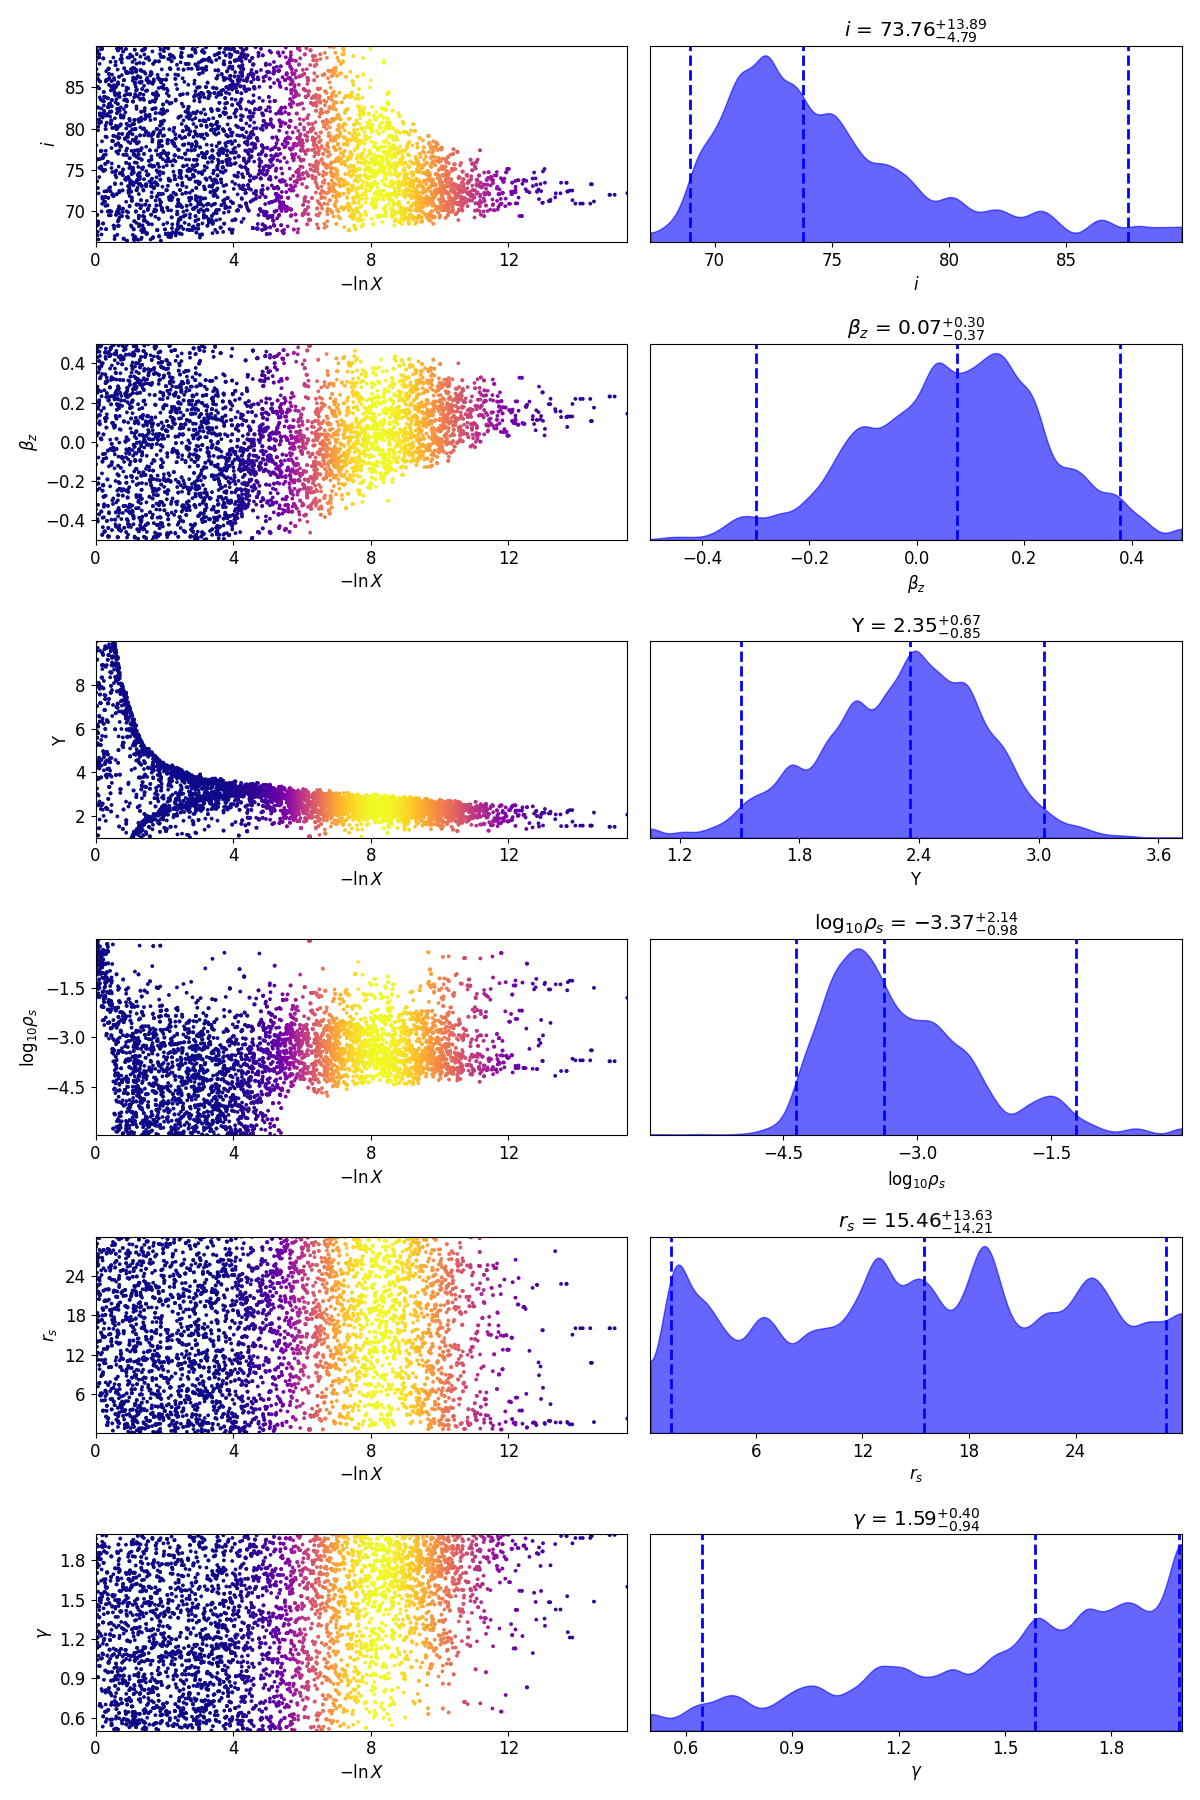 i = 73.76+13.89−4.79
85
80
75
70
i
0 4 8 12
−ln X
70 75 80 85
i
βz = 0.07+0.30−0.37
0.4
0.2
0.0
−0.2
−0.4
βz
0 4 8 12
−ln X
−0.4 −0.2 0.0 0.2 0.4
βz
Y = 2.35+0.67−0.85
8
6
4
2
Y
0 4 8 12
−ln X
1.2 1.8 2.4 3.0 3.6
Y
log10ρs = −3.37+2.14−0.98
−1.5
−3.0
−4.5
log10ρs
0 4 8 12
−ln X
−4.5 −3.0 −1.5
log10ρs
rs = 15.46+13.63−14.21
24
18
12
6
rs
0 4 8 12
−ln X
6 12 18 24
rs
γ = 1.59+0.40−0.94
1.8
1.5
1.2
0.9
0.6
γ
0 4 8 12
−ln X
0.6 0.9 1.2 1.5 1.8
γ